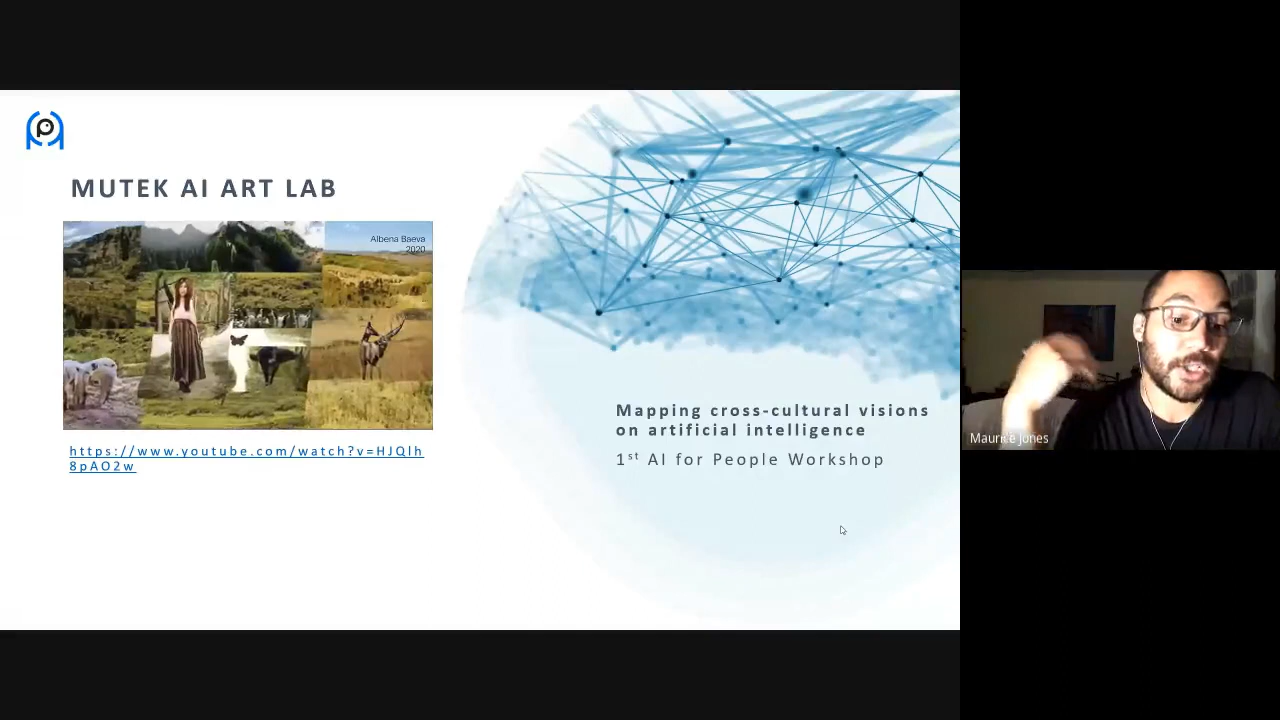 MUTEK AI ART LAB
Albena Baeva
2020
https://www.youtube.com/watch?v=HJQlh
8pAO2w
Mapping cross-cultural visions
on artificial intelligence
1st AI for People Workshop
Maurice Jones